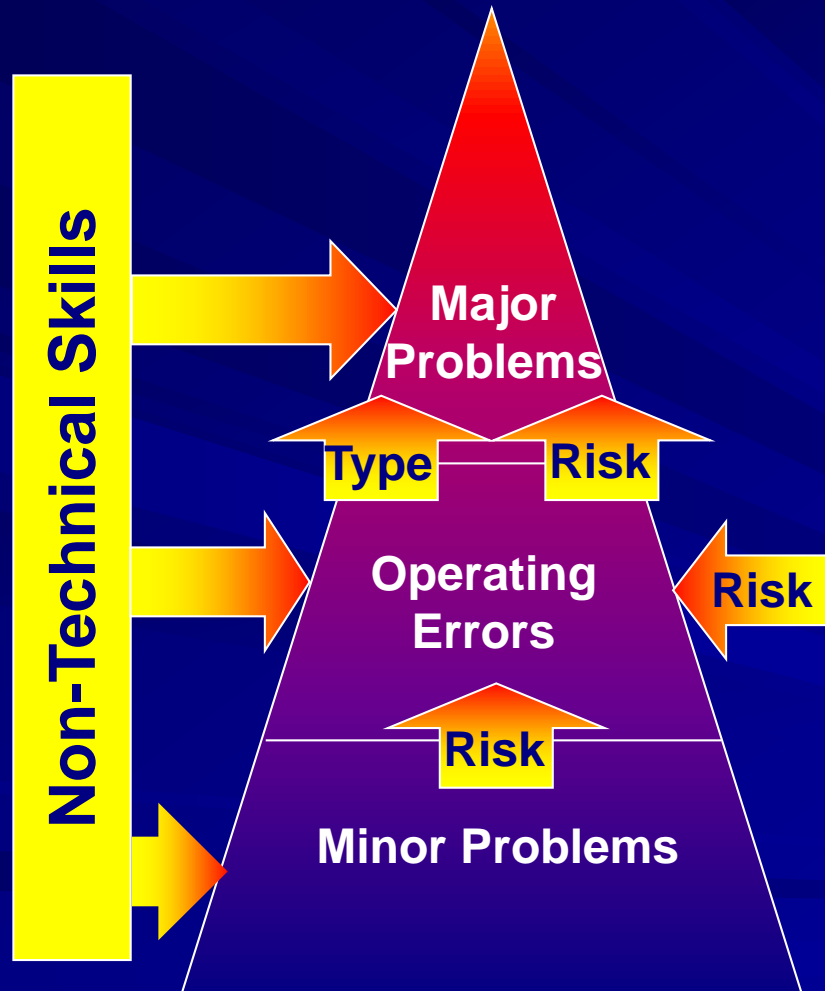 Non-Technical Skills
Major
Problems
Type
Risk
Operating
Errors
Risk
Risk
Minor Problems